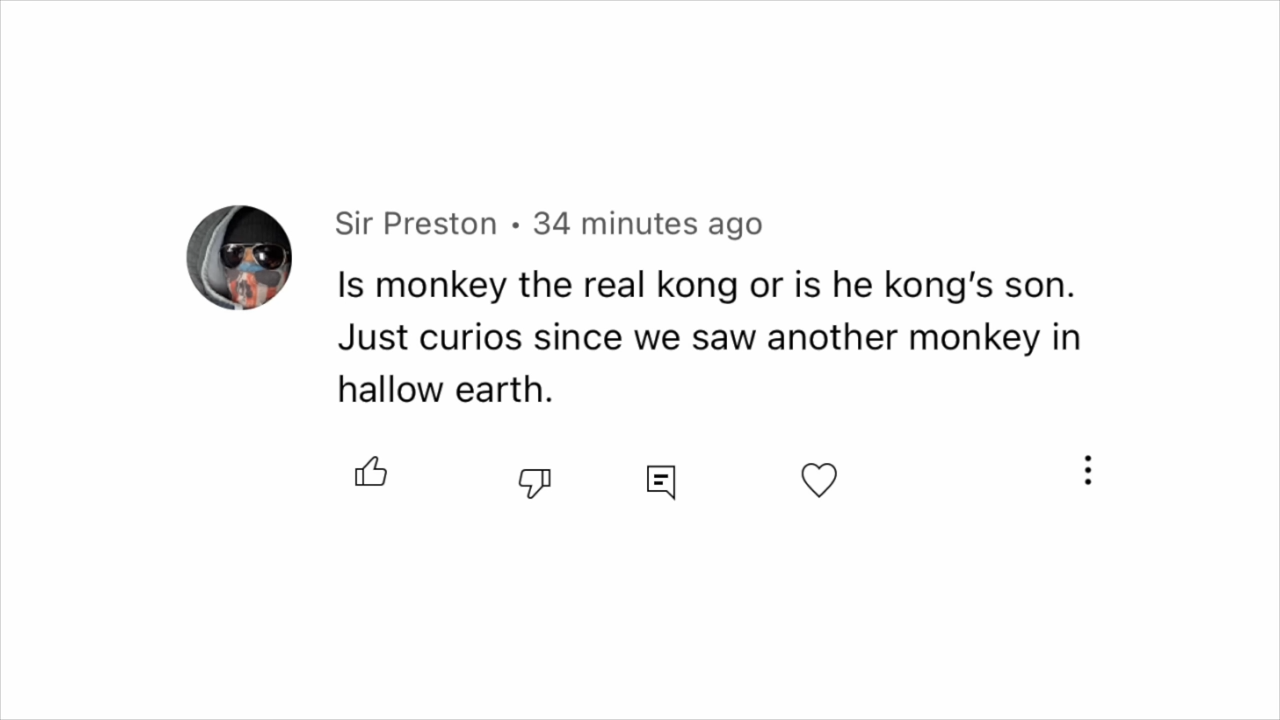 Sir Preston • 34 minutes ago
Is monkey the real kong or is he kong’s son.
Just curios since we saw another monkey in
hallow earth.